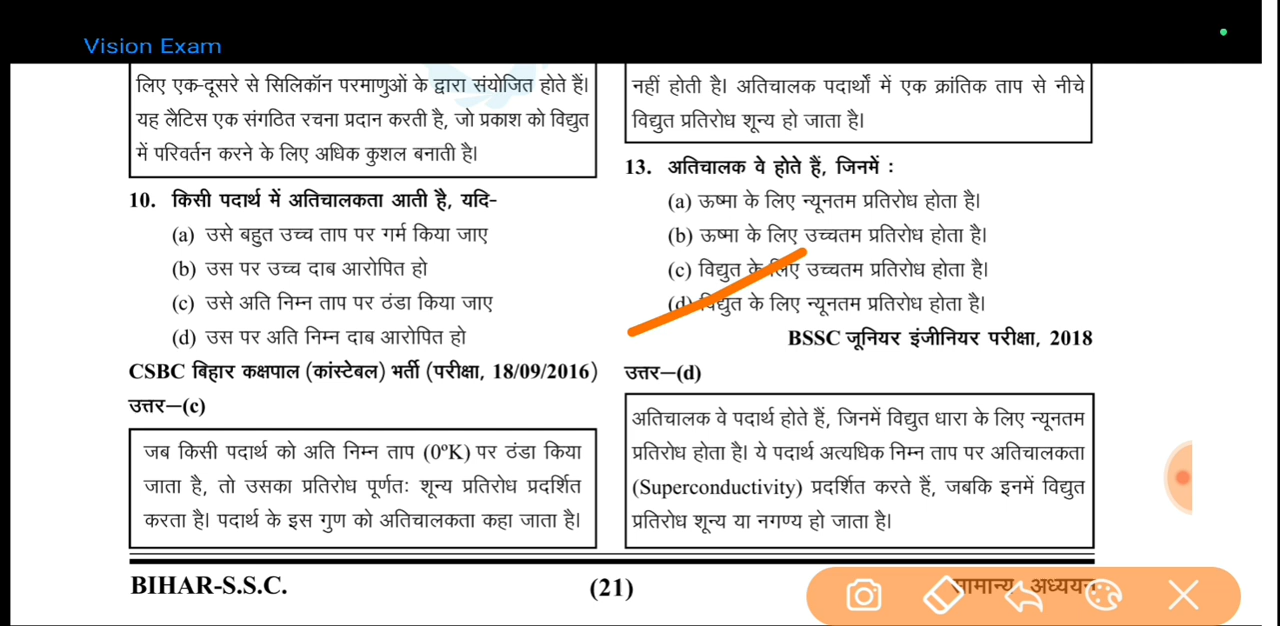 Vision Exam
लिए एक-दूसरे से सिलिकॉन परमाणुओं के द्वारा संयोजित होते हैं।
यह लैटिस एक संगठित रचना प्रदान करती है, जो प्रकाश को विद्युत
में परिवर्तन करने के लिए अधिक कुशल बनाती है।
10. किसी पदार्थ में अतिचालकता आती है, यदि-
(a) उसे बहुत उच्च ताप पर गर्म किया जाए
(b) उस पर उच्च दाब आरोपित हो
(c) उसे अति निम्न ताप पर ठंडा किया जाए
(d) उस पर अति निम्न दाब आरोपित हो
CSBC बिहार कक्षपाल (कांस्टेबल) भर्ती (परीक्षा, 18/09/2016)
उत्तर—(c)
जब किसी पदार्थ को अति निम्न ताप (0°K) पर ठंडा किया
जाता है, तो उसका प्रतिरोध पूर्णतः शून्य प्रतिरोध प्रदर्शित
करता है। पदार्थ के इस गुण को अतिचालकता कहा जाता है।
नहीं होती है। अतिचालक पदार्थों में एक क्रांतिक ताप से नीचे
विद्युत प्रतिरोध शून्य हो जाता है।
13. अतिचालक वे होते हैं, जिनमें :
(a) ऊष्मा के लिए न्यूनतम प्रतिरोध होता है।
(b) ऊष्मा के लिए उच्चतम प्रतिरोध होता है।
(c) विद्युत के लिए उच्चतम प्रतिरोध होता है।
(d) विद्युत के लिए न्यूनतम प्रतिरोध होता है।
BSSC जूनियर इंजीनियर परीक्षा, 2018
उत्तर—(d)
अतिचालक वे पदार्थ होते हैं, जिनमें विद्युत धारा के लिए न्यूनतम
प्रतिरोध होता है। ये पदार्थ अत्यधिक निम्न ताप पर अतिचालकता
(Superconductivity) प्रदर्शित करते हैं, जबकि इनमें विद्युत
प्रतिरोध शून्य या नगण्य हो जाता है।
BIHAR-S.S.C.
(21)
सामान्य अध्ययन